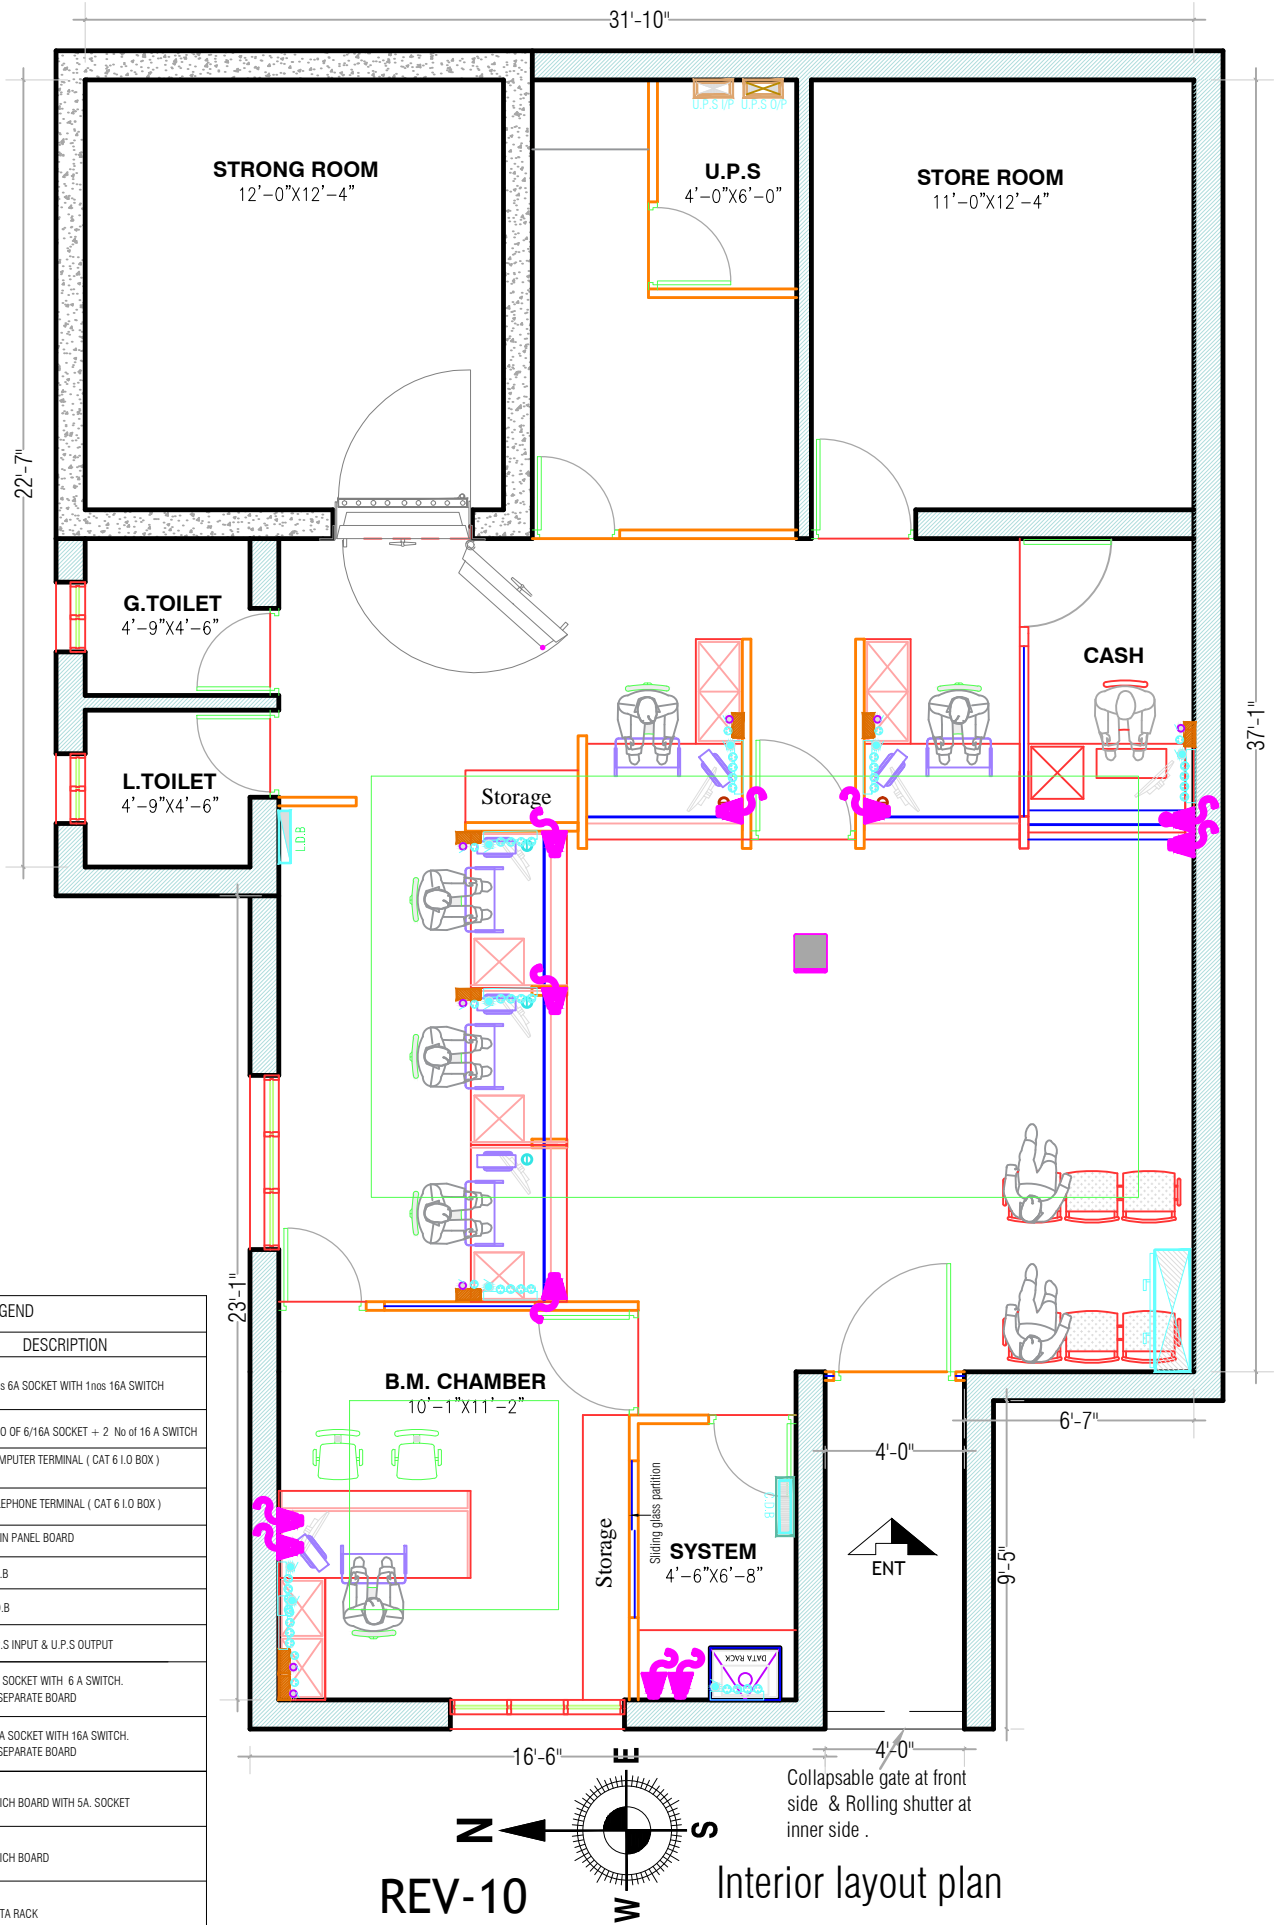 31'-10"
U.P.S I/P
U.P.S O/P
STRONG ROOM
12'-0"X12'-4"
U.P.S
4'-0"X6'-0"
STORE ROOM
11'-0"X12'-4"
22'-7"
37'-1"
G.TOILET
4'-9"X4'-6"
CASH
L.TOILET
4'-9"X4'-6"
Storage
L.D.B
23'-1"
GEND
DESCRIPTION
s 6A SOCKET WITH 1nos 16A SWITCH
O OF 6/16A SOCKET + 2 No of 16 A SWITCH
MPUTER TERMINAL ( CAT 6 I.O BOX )
EPHONE TERMINAL ( CAT 6 I.O BOX )
IN PANEL BOARD
.B
.B
.S INPUT & U.P.S OUTPUT
SOCKET WITH 6 A SWITCH.
SEPARATE BOARD
A SOCKET WITH 16A SWITCH.
SEPARATE BOARD
ICH BOARD WITH 5A. SOCKET
ICH BOARD
TA RACK
B.M. CHAMBER
10'-1"X11'-2"
Storage
Sliding glass partition
SYSTEM
4'-6"X6'-8"
DATA RACK
6'-7"
4'-0"
ENT
9'-5"
16'-6"
4'-0"
Collapsable gate at front
side & Rolling shutter at
inner side .
E
N
S
W
REV-10
Interior layout plan